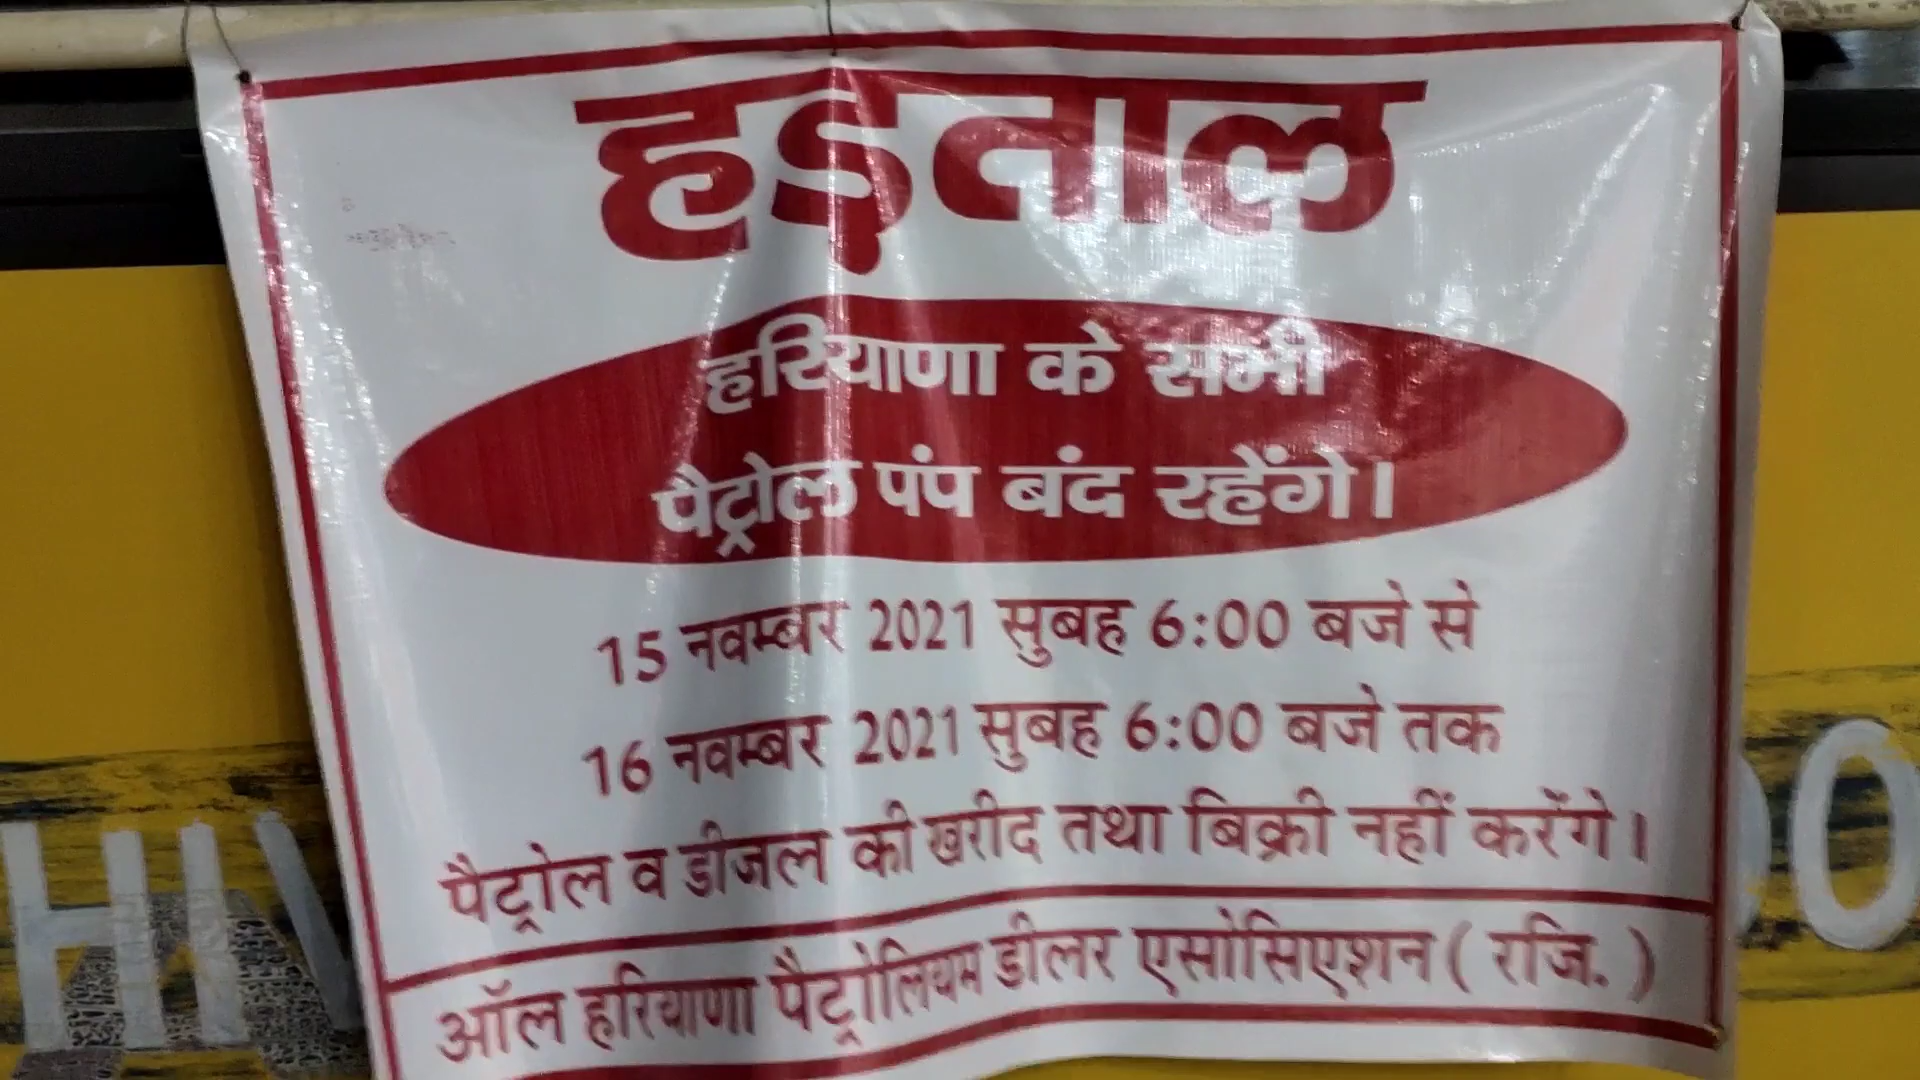 हड़ताल
हरियाणा के सभी
पैट्रोल पंप बंद रहेंगे।
15 नवम्बर 2021 सुबह 6:00 बजे से
16 नवम्बर 2021 सुबह 6:00 बजे तक
पैट्रोल व डीजल की खरीद तथा बिक्री नहीं करेंगे।
ऑल हरियाणा पैट्रोलियम डीलर एसोसिएशन ( रजि. )